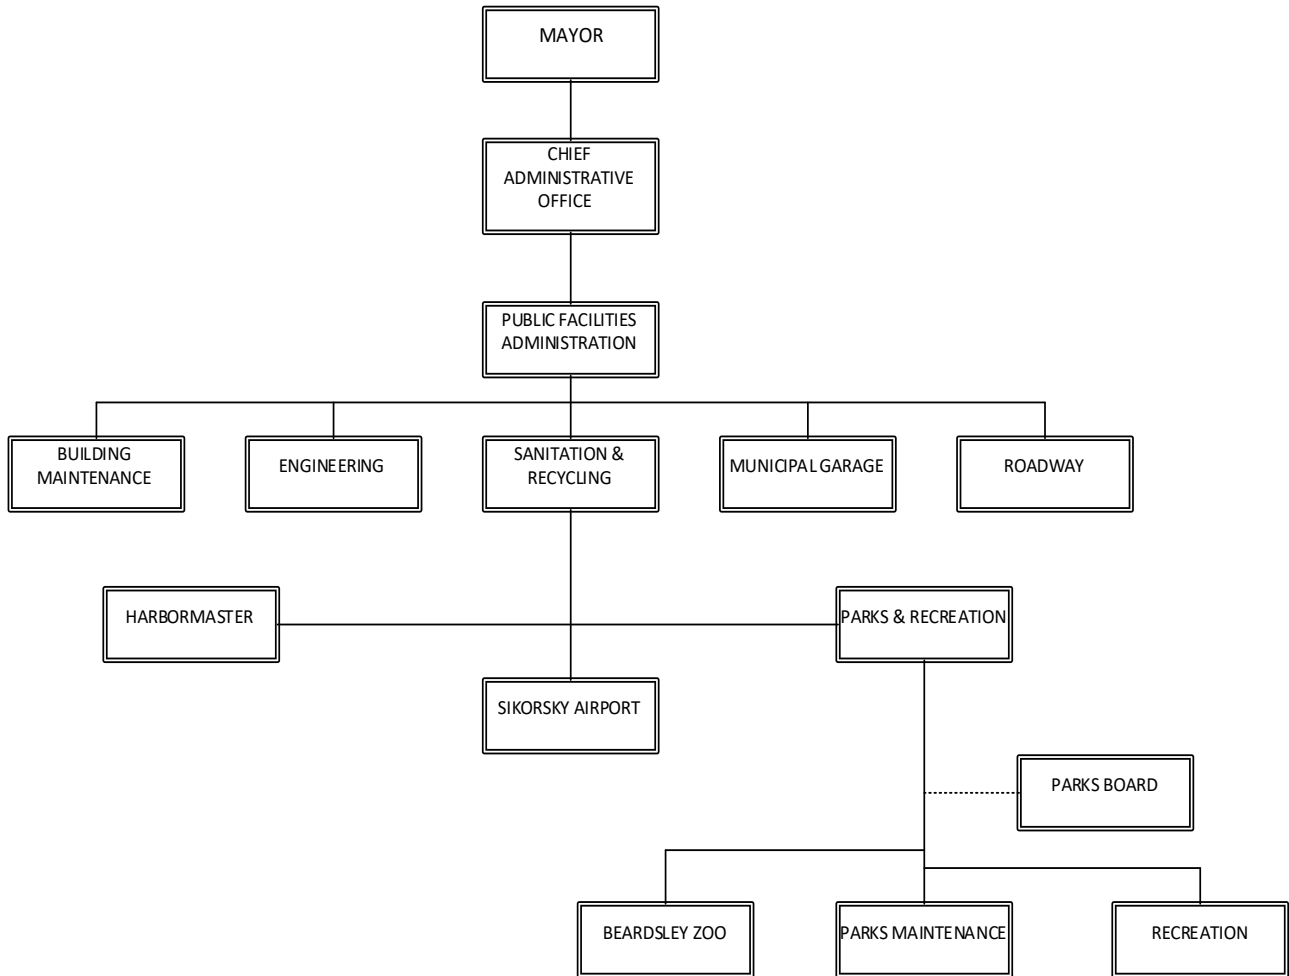 MAYOR
CHIEF
ADMINISTRATIVE
OFFICE
PUBLIC FACILITIES
ADMINISTRATION
BUILDING
MAINTENANCE
ENGINEERING
SANITATION &
RECYCLING
MUNICIPAL GARAGE
ROADWAY
HARBORMASTER
PARKS & RECREATION
SIKORSKY AIRPORT
PARKS BOARD
BEARDSLEY ZOO
PARKS MAINTENANCE
RECREATION